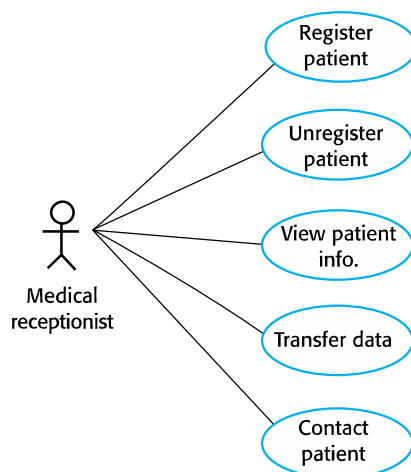 Register
patient
Unregister
patient
View patient
info.
Medical
receptionist
Transfer data
Contact
patient